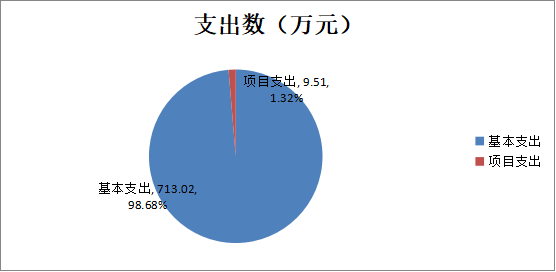 支出数（万元）
项目支出, 9.51,
1.32%
基本支出, 713.02,
98.68%
基本支出
项目支出